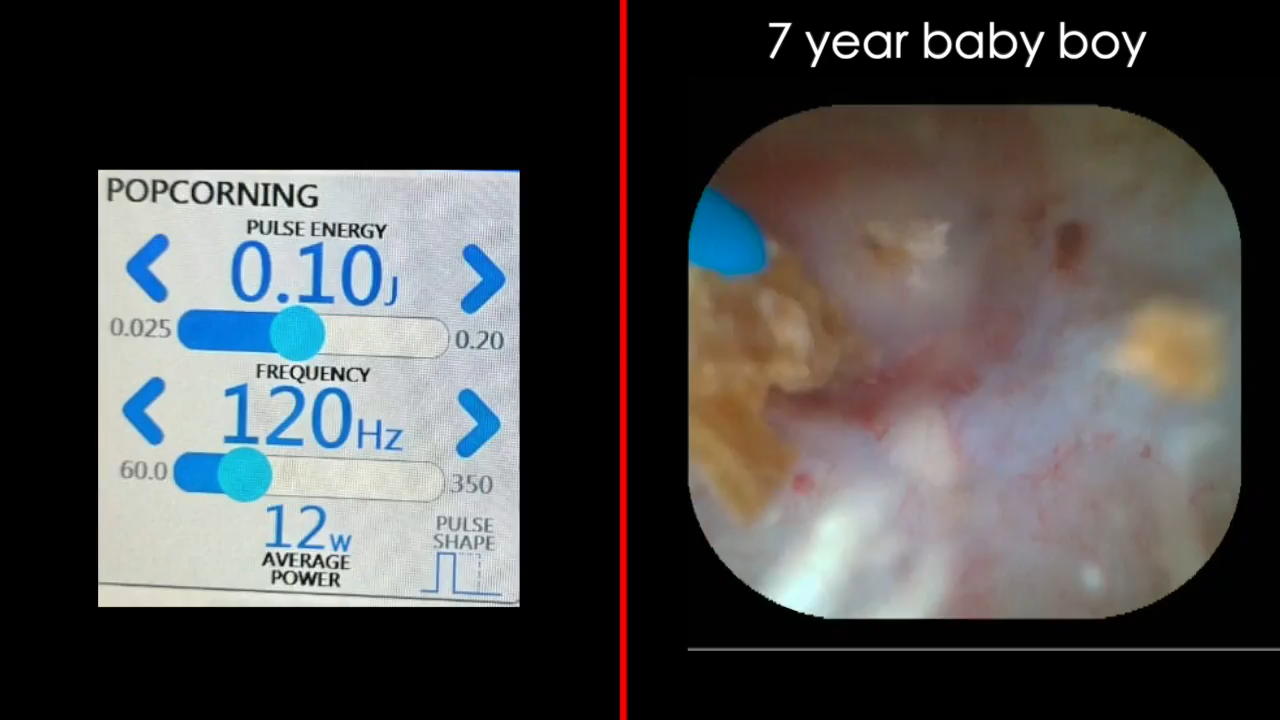 7 year baby boy
POPCORNING
PULSE ENERGY
0.10J
0.025
0.20
FREQUENCY
120Hz
60.0
350
12W
AVERAGE
POWER
PULSE
SHAPE